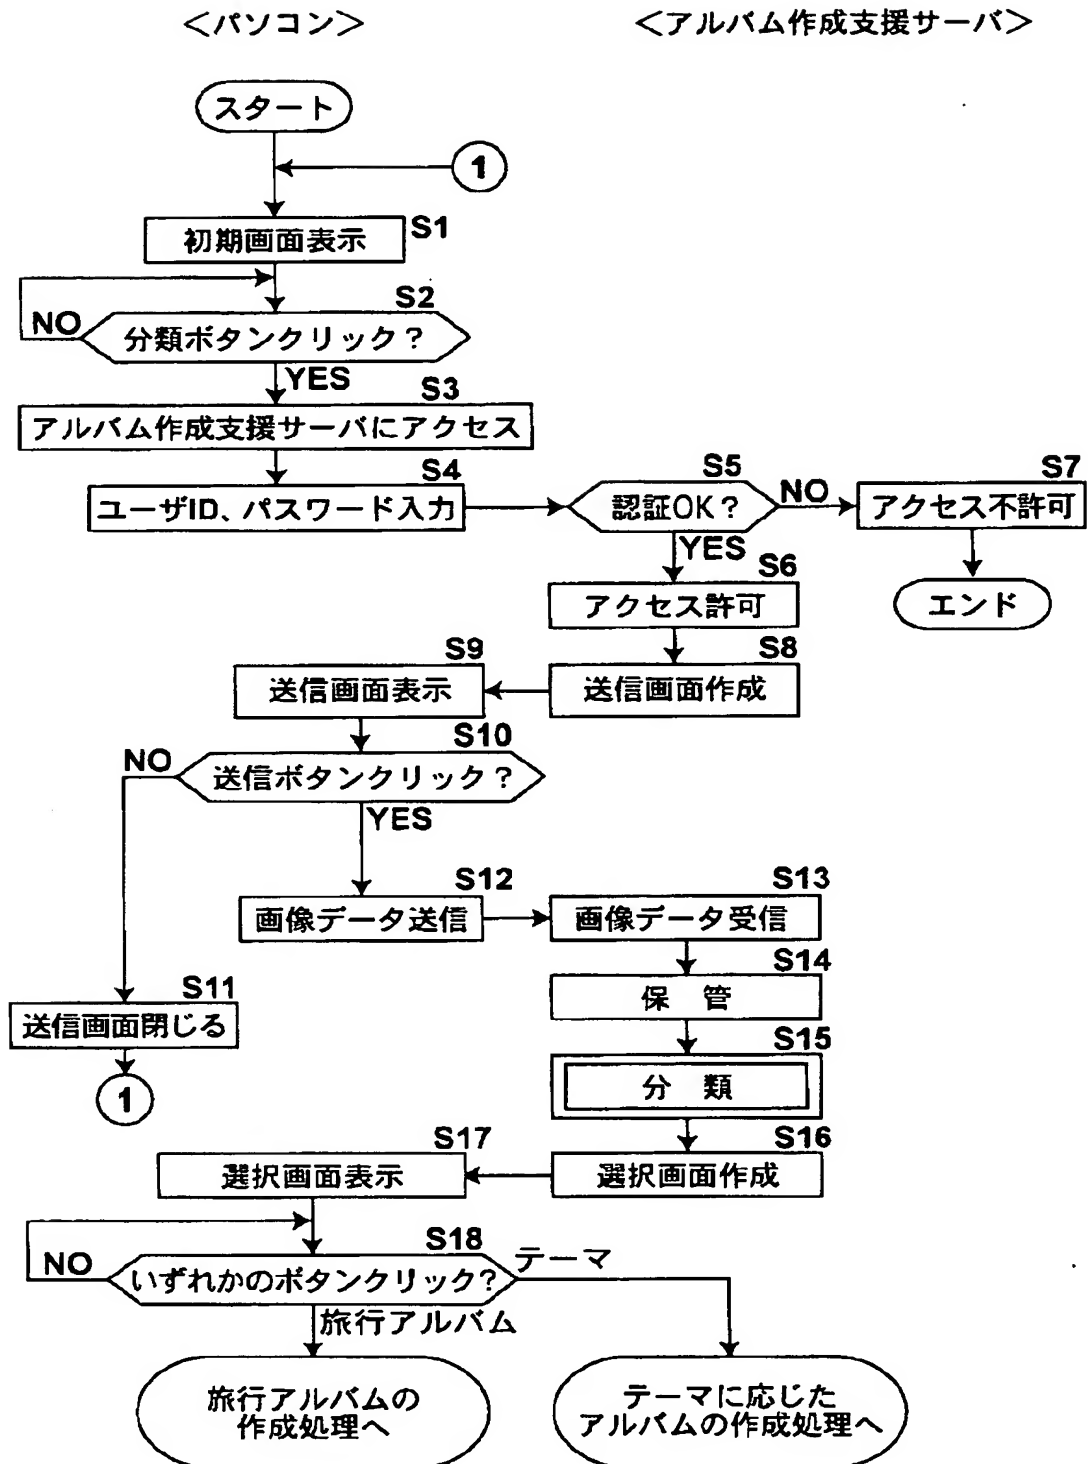 ＜パソコン＞
＜アルバム作成支援サーバ＞
スタート
1
S1
初期画面表示
S2
NO
分類ボタンクリック？
YES
S3
アルバム作成支援サーバにアクセス
S4
ユーザID、パスワード入力
S5
認証OK？
NO
S7
アクセス不許可
YES
エンド
S6
アクセス許可
S8
送信画面作成
S9
送信画面表示
S10
NO
送信ボタンクリック？
YES
S12
画像データ送信
S13
画像データ受信
S14
保　管
S11
送信画面閉じる
1
S15
分　類
S16
選択画面作成
S17
選択画面表示
S18
NO
いずれかのボタンクリック？
テーマ
旅行アルバム
旅行アルバムの
作成処理へ
テーマに応じた
アルバムの作成処理へ